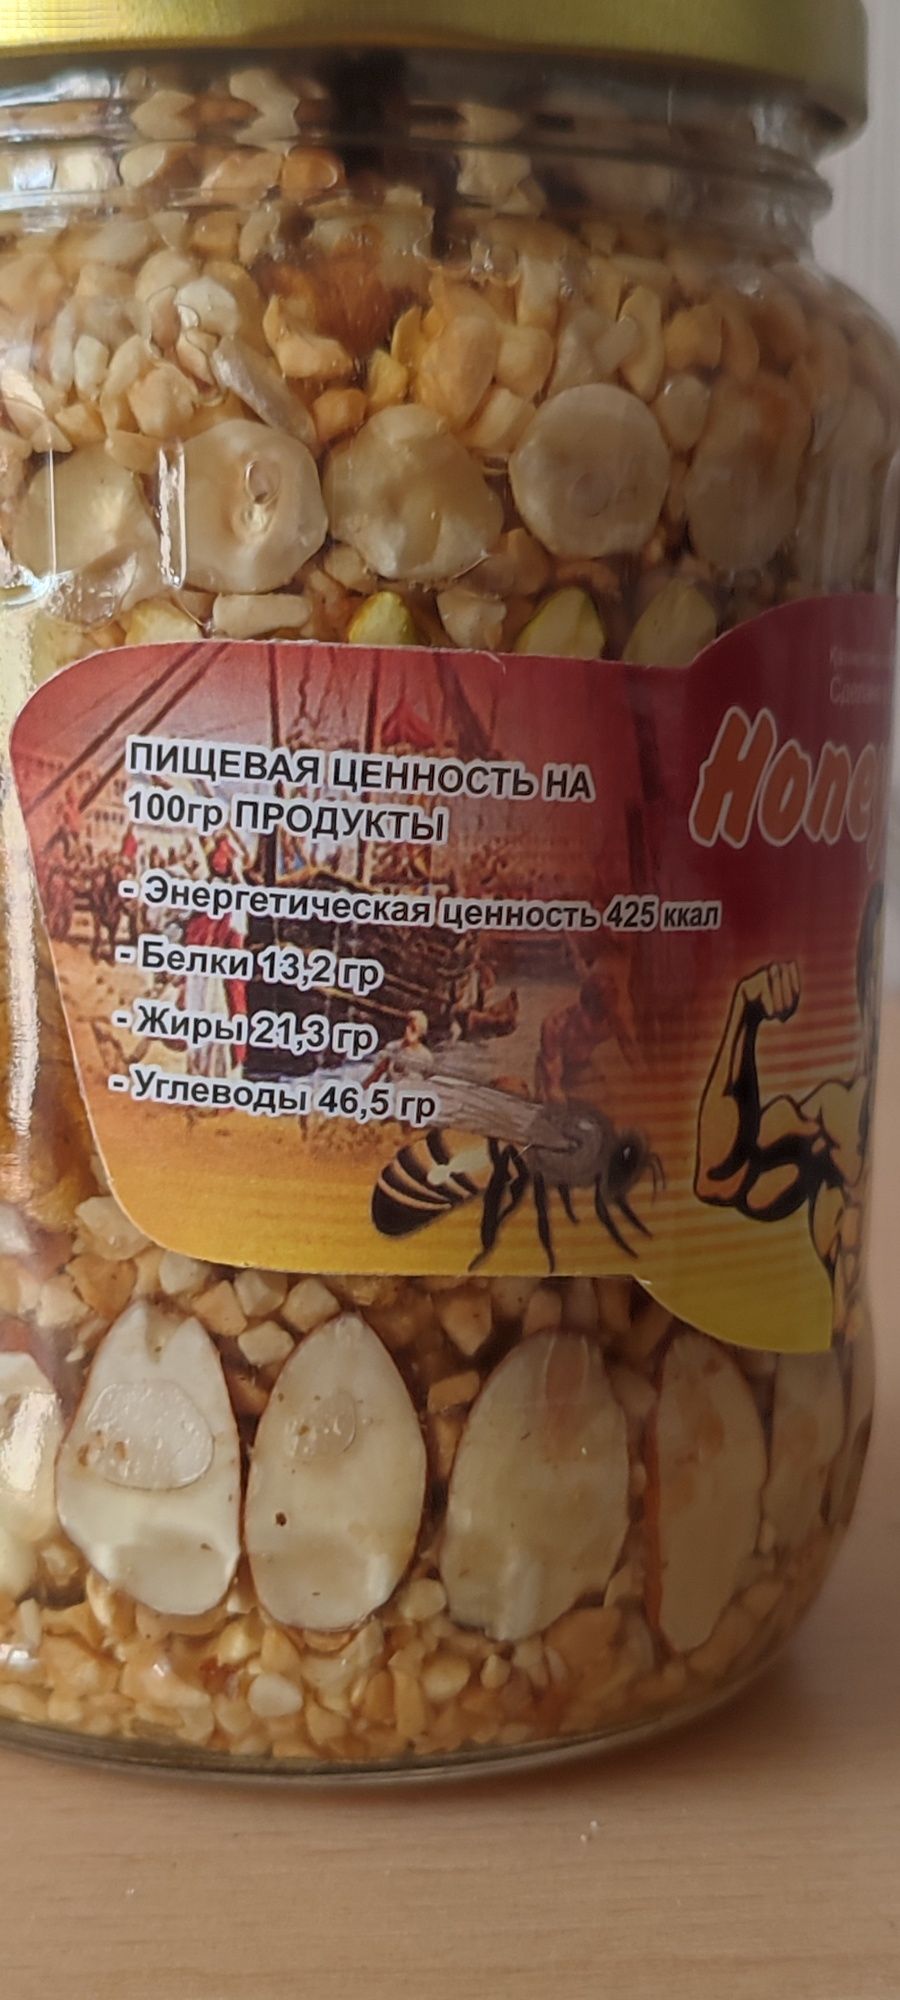 ПИЩЕВАЯ ЦЕННОСТЬ НА
100гр ПРОДУКТЫ
- Энергетическая ценность 425 ккал
- Белки 13,2 гр
- Жиры 21,3 гр
- Углеводы 46,5 гр
Honey